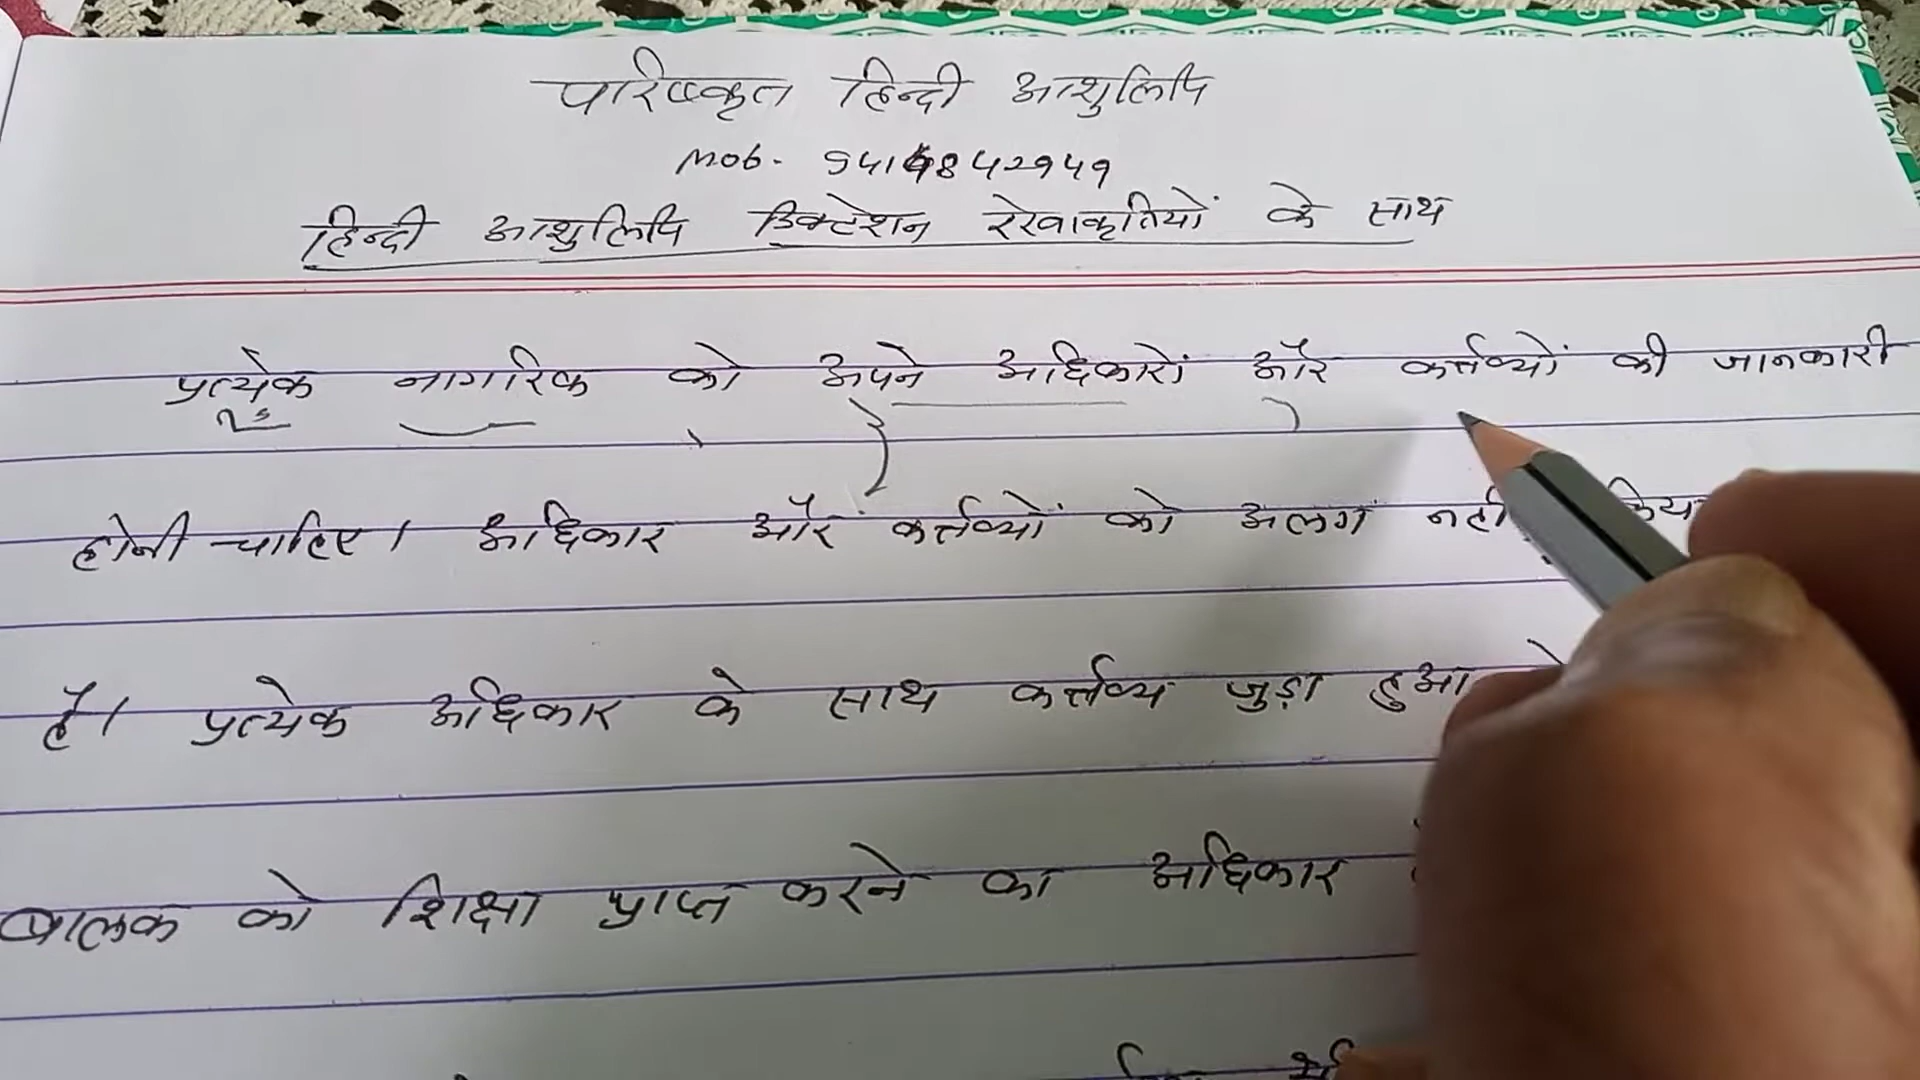 परिष्कृत हिन्दी आशुलिपि
Mob. 9414842949
हिन्दी आशुलिपि डिक्टेशन रेखाकृतियों के साथ
प्रत्येक नागरिक को अपने अधिकारों और कर्त्तव्यों की जानकारी
होनी चाहिए। अधिकार और कर्त्तव्यों को अलग नहीं
है। प्रत्येक अधिकार के साथ कर्त्तव्य जुड़ा हुआ
बालक को शिक्षा प्राप्त करने का अधिकार